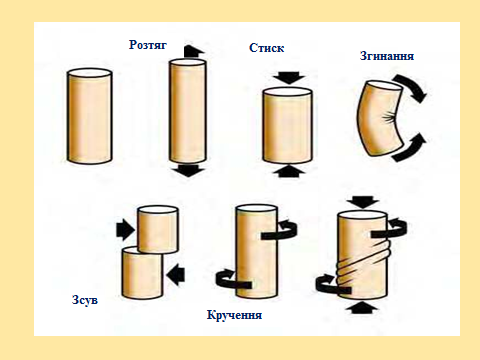 Розтяг
Стиск
Згинання
Зсув
Кручення